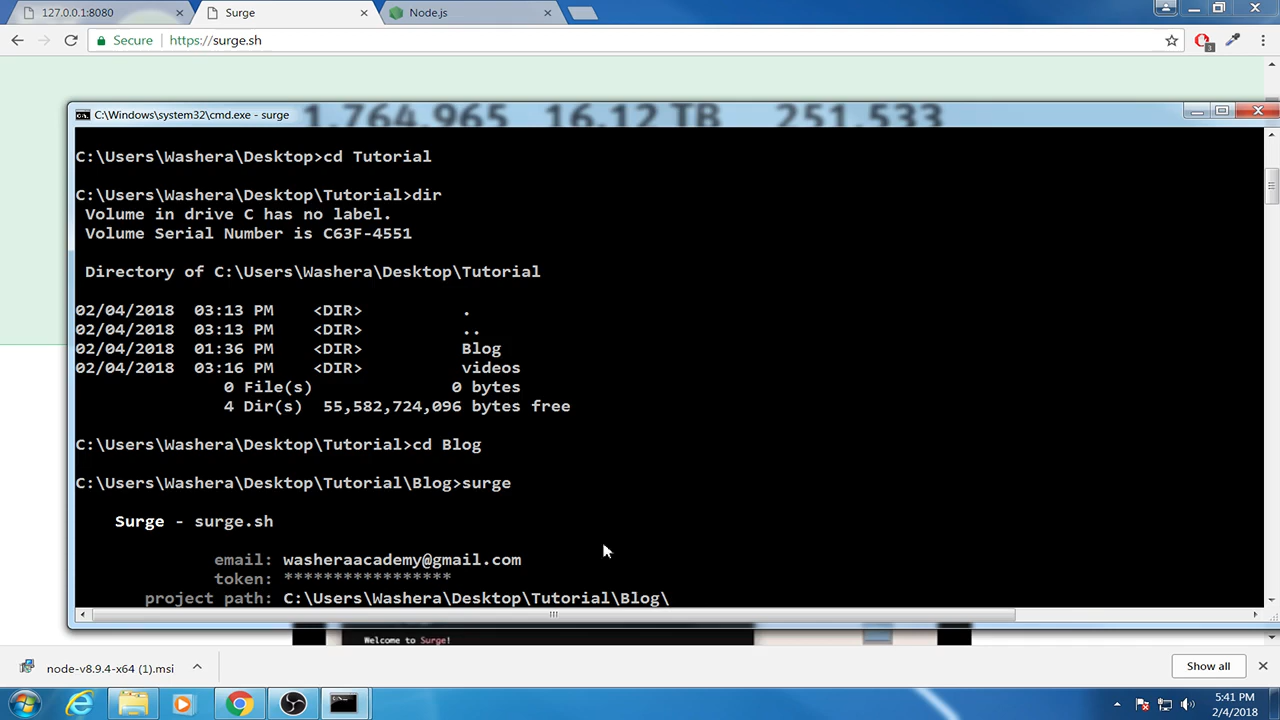 127.0.0.1:8080
Surge
Node.js
Secure
https://surge.sh
3
1,764,965 16.12 TB 251,533
C:\Windows\system32\cmd.exe - surge
C:\Users\Washera\Desktop>cd Tutorial
C:\Users\Washera\Desktop\Tutorial>dir
Volume in drive C has no label.
Volume Serial Number is C63F-4551
Directory of C:\Users\Washera\Desktop\Tutorial
02/04/2018 03:13 PM <DIR> .
02/04/2018 03:13 PM <DIR> ..
02/04/2018 01:36 PM <DIR> Blog
02/04/2018 03:16 PM <DIR> videos
0 File(s) 0 bytes
4 Dir(s) 55,582,724,096 bytes free
C:\Users\Washera\Desktop\Tutorial>cd Blog
C:\Users\Washera\Desktop\Tutorial\Blog>surge
Surge - surge.sh
email: washeraacademy@gmail.com
token: *****************
project path: C:\Users\Washera\Desktop\Tutorial\Blog\
Welcome to Surge!
node-v8.9.4-x64 (1).msi
Show all
5:41 PM
2/4/2018